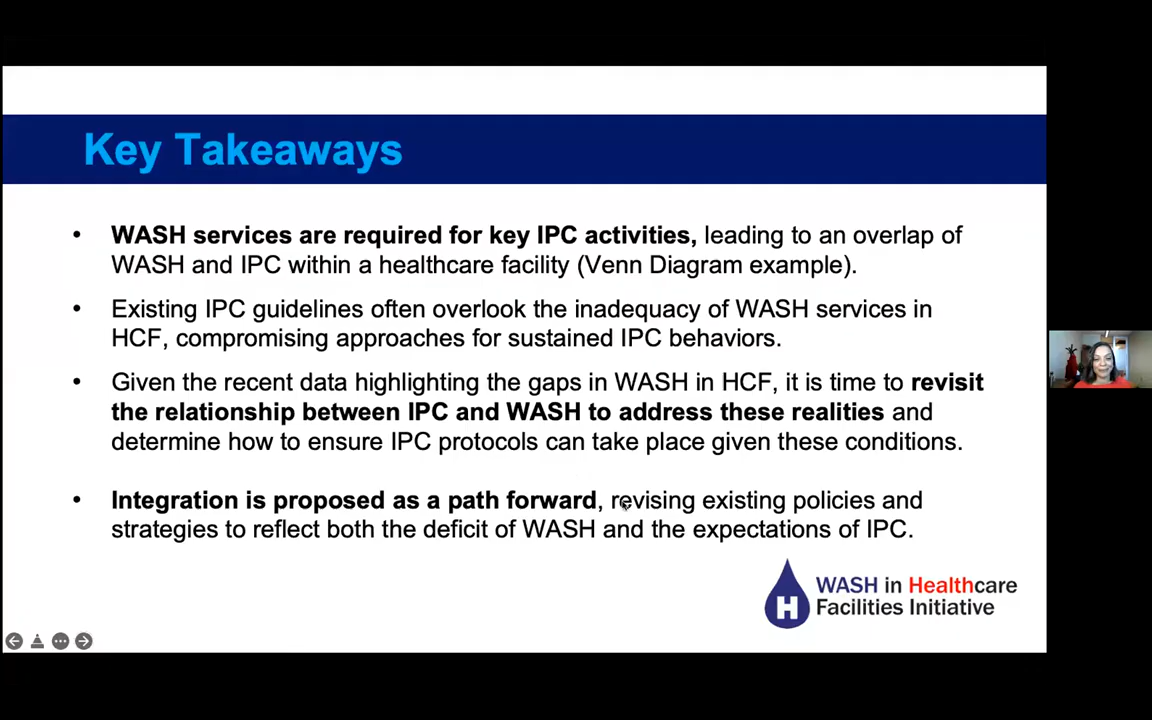 Key Takeaways
• WASH services are required for key IPC activities, leading to an overlap of
WASH and IPC within a healthcare facility (Venn Diagram example).
• Existing IPC guidelines often overlook the inadequacy of WASH services in
HCF, compromising approaches for sustained IPC behaviors.
• Given the recent data highlighting the gaps in WASH in HCF, it is time to revisit
the relationship between IPC and WASH to address these realities and
determine how to ensure IPC protocols can take place given these conditions.
• Integration is proposed as a path forward, revising existing policies and
strategies to reflect both the deficit of WASH and the expectations of IPC.
H
WASH in Healthcare
Facilities Initiative